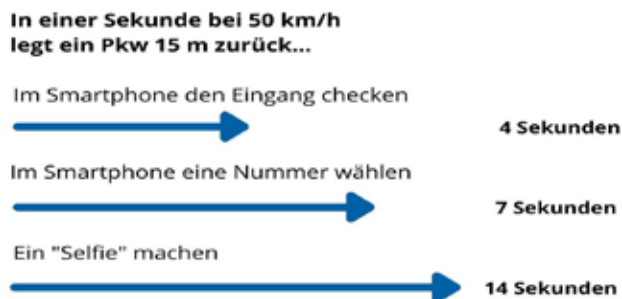 In einer Sekunde bei 50 km/h
legt ein Pkw 15 m zurück...
Im Smartphone den Eingang checken
4 Sekunden
Im Smartphone eine Nummer wählen
7 Sekunden
Ein "Selfie" machen
14 Sekunden